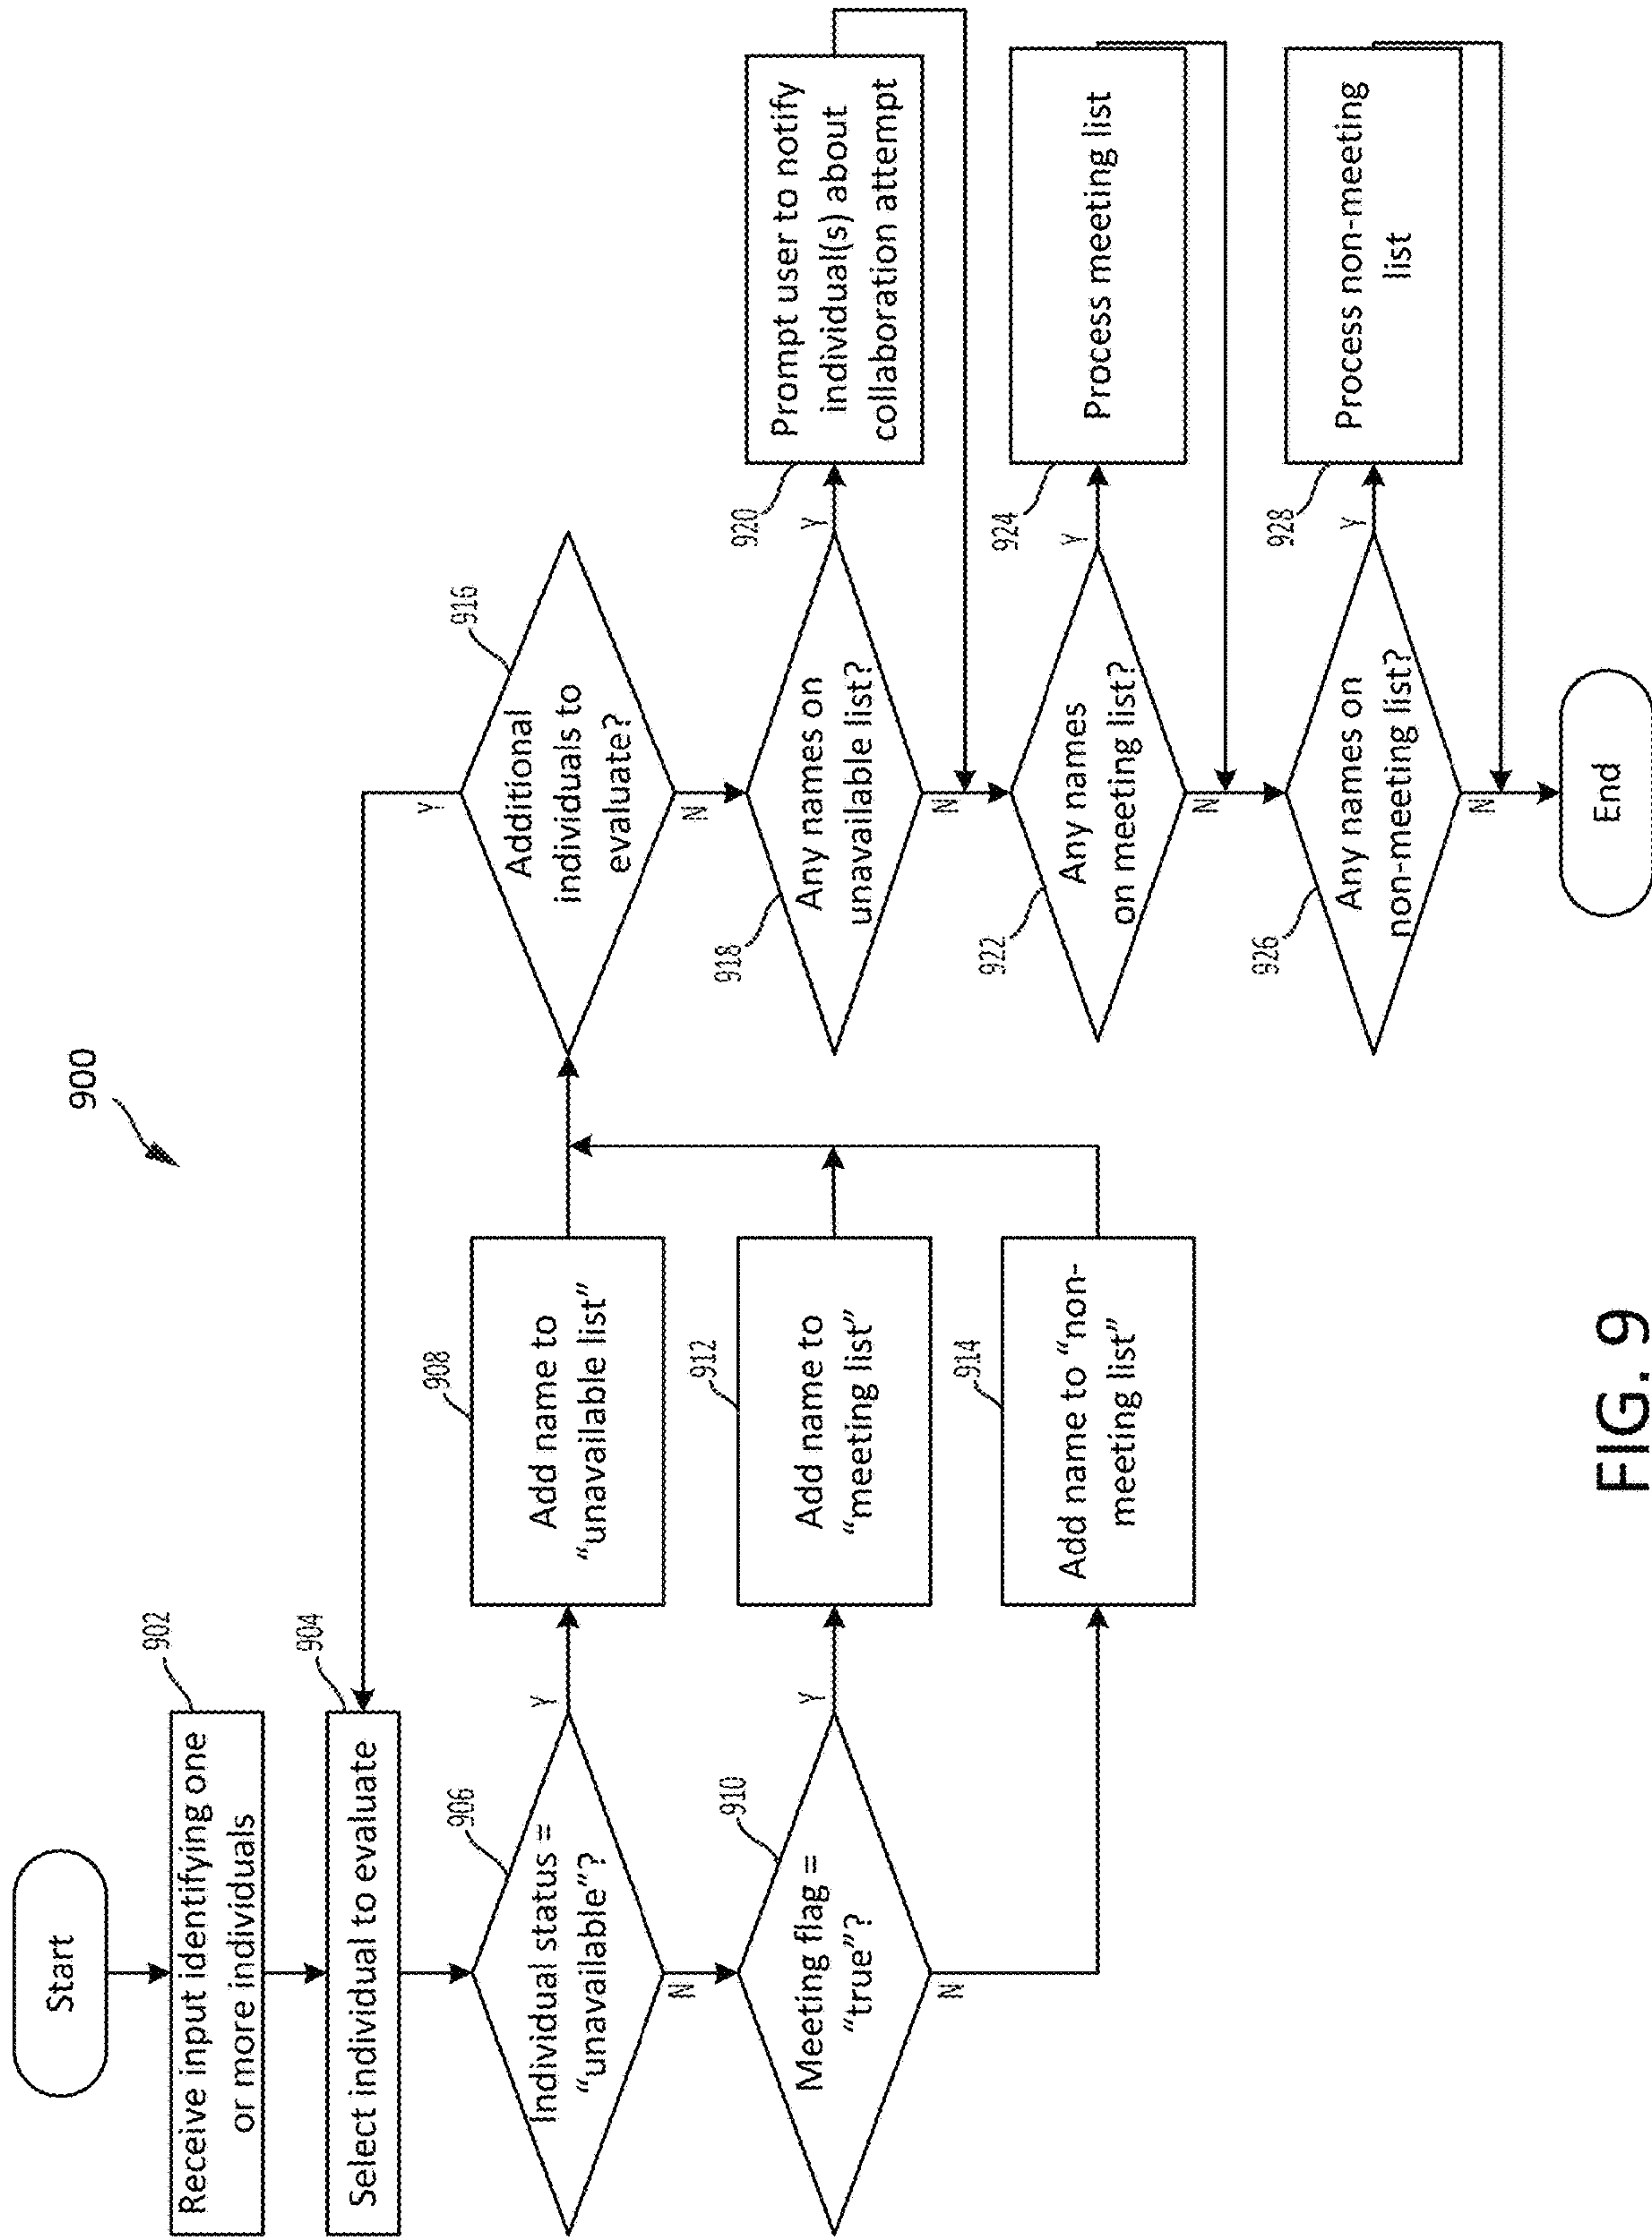 900
Start
Receive input identifying one
or more individuals
902
Select individual to evaluate
904
Individual status =
“unavailable”?
906
Y
N
Add name to
“unavailable list”
908
Meeting flag =
“true”?
910
Y
N
Add name to
“meeting list”
912
Add name to “non-
meeting list”
914
Additional
individuals to
evaluate?
916
Y
N
Any names on
unavailable list?
918
Y
N
Prompt user to notify
individual(s) about
collaboration attempt
920
Any names
on meeting list?
922
Y
N
Process meeting list
924
Any names on
non-meeting list?
926
Y
N
Process non-meeting
list
928
End
FIG. 9